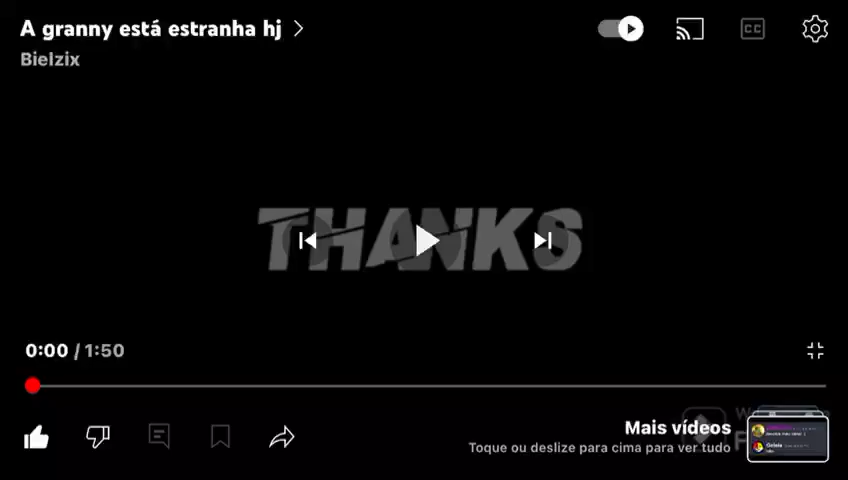 A granny está estranha hj
Bielzix
CC
THANKS
0:00 / 1:50
Mais vídeos
Toque ou deslize para cima para ver tudo